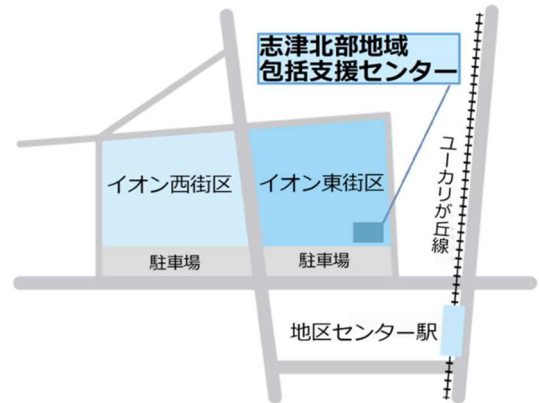 志津北部地域
包括支援センター
イオン西街区
イオン東街区
ユーカリが丘線
駐車場
駐車場
地区センター駅